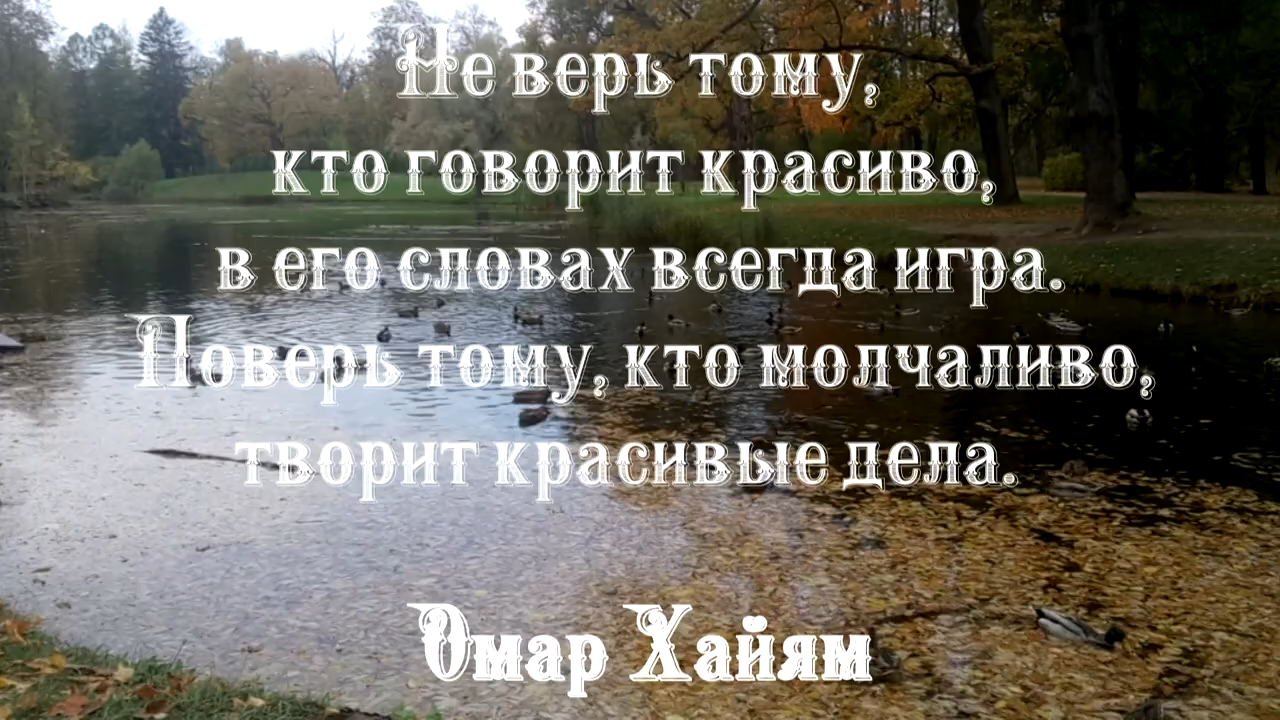 Не верь тому,
кто говорит красиво,
в его словах всегда игра.
Поверь тому, кто молчаливо,
творит красивые дела.
Омар Хайям